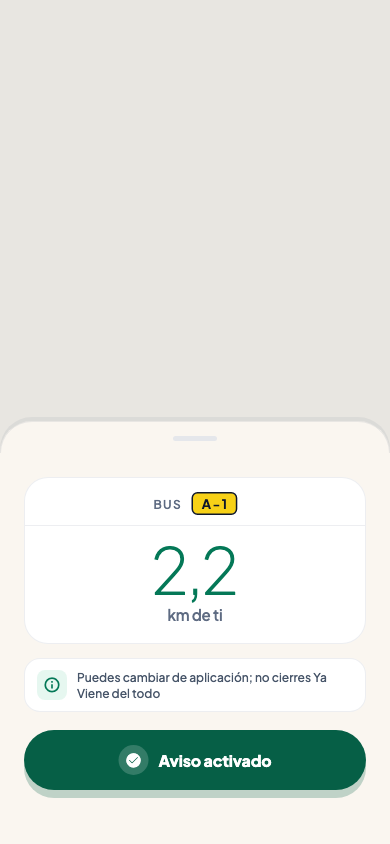 BUS A-1
2,2
km de ti
Puedes cambiar de aplicación; no cierres Ya
Viene del todo
Aviso activado